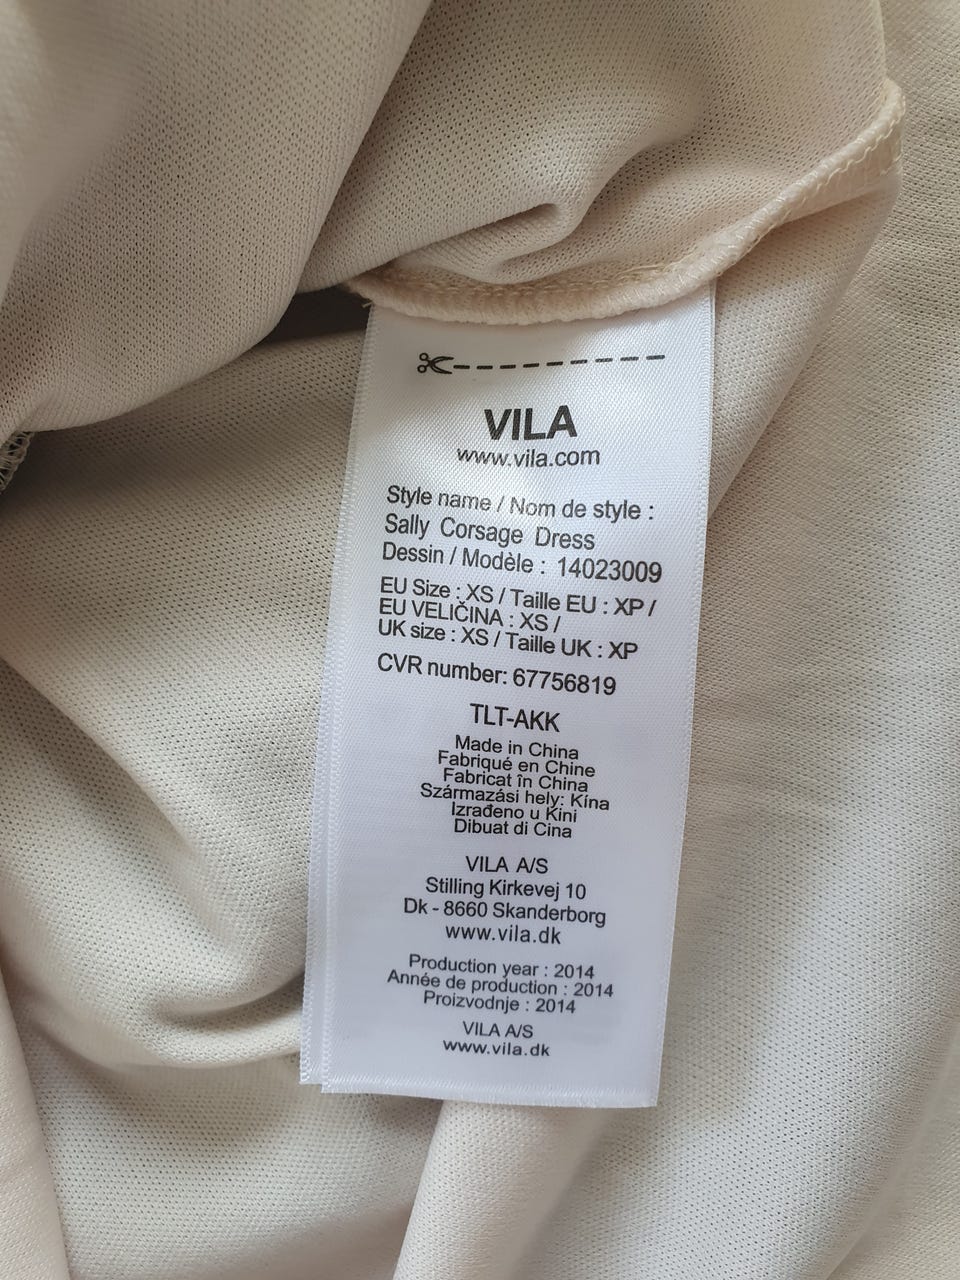 VILA
www.vila.com
Style name / Nom de style :
Sally Corsage Dress
Dessin / Modèle : 14023009
EU Size : XS / Taille EU : XP /
EU VELIČINA : XS /
UK size : XS / Taille UK : XP
CVR number: 67756819
TLT-AKK
Made in China
Fabriqué en Chine
Fabricat în China
Származási hely: Kína
Izrađeno u Kini
Dibuat di Cina
VILA A/S
Stilling Kirkevej 10
Dk - 8660 Skanderborg
www.vila.dk
Production year : 2014
Année de production : 2014
Proizvodnje : 2014
VILA A/S
www.vila.dk